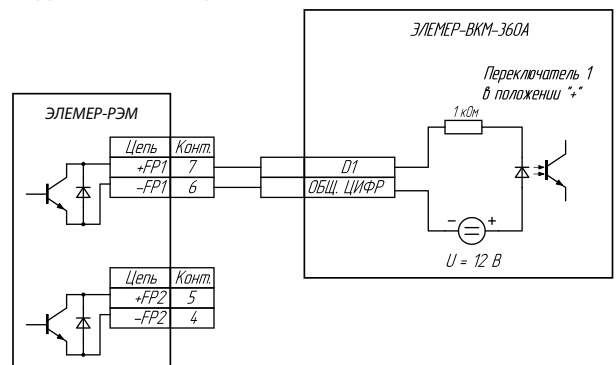 ЭЛЕМЕР-ВКМ-360А
Переключатель 1
в положении "+"
1 кОм
ЭЛЕМЕР-РЭМ
Цепь Конт.
+FP1 7
-FP1 6
D1
ОБЩ. ЦИФР
- +
U = 12 В
Цепь Конт.
+FP2 5
-FP2 4